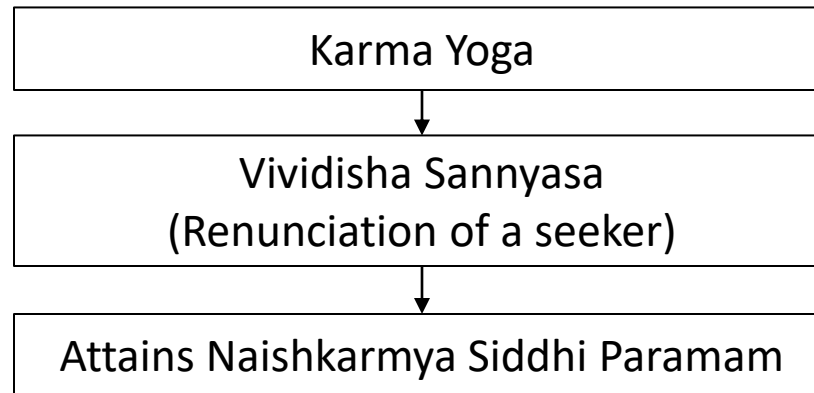 Karma Yoga
Vividisha Sannyasa
(Renunciation of a seeker)
Attains Naishkarmya Siddhi Paramam